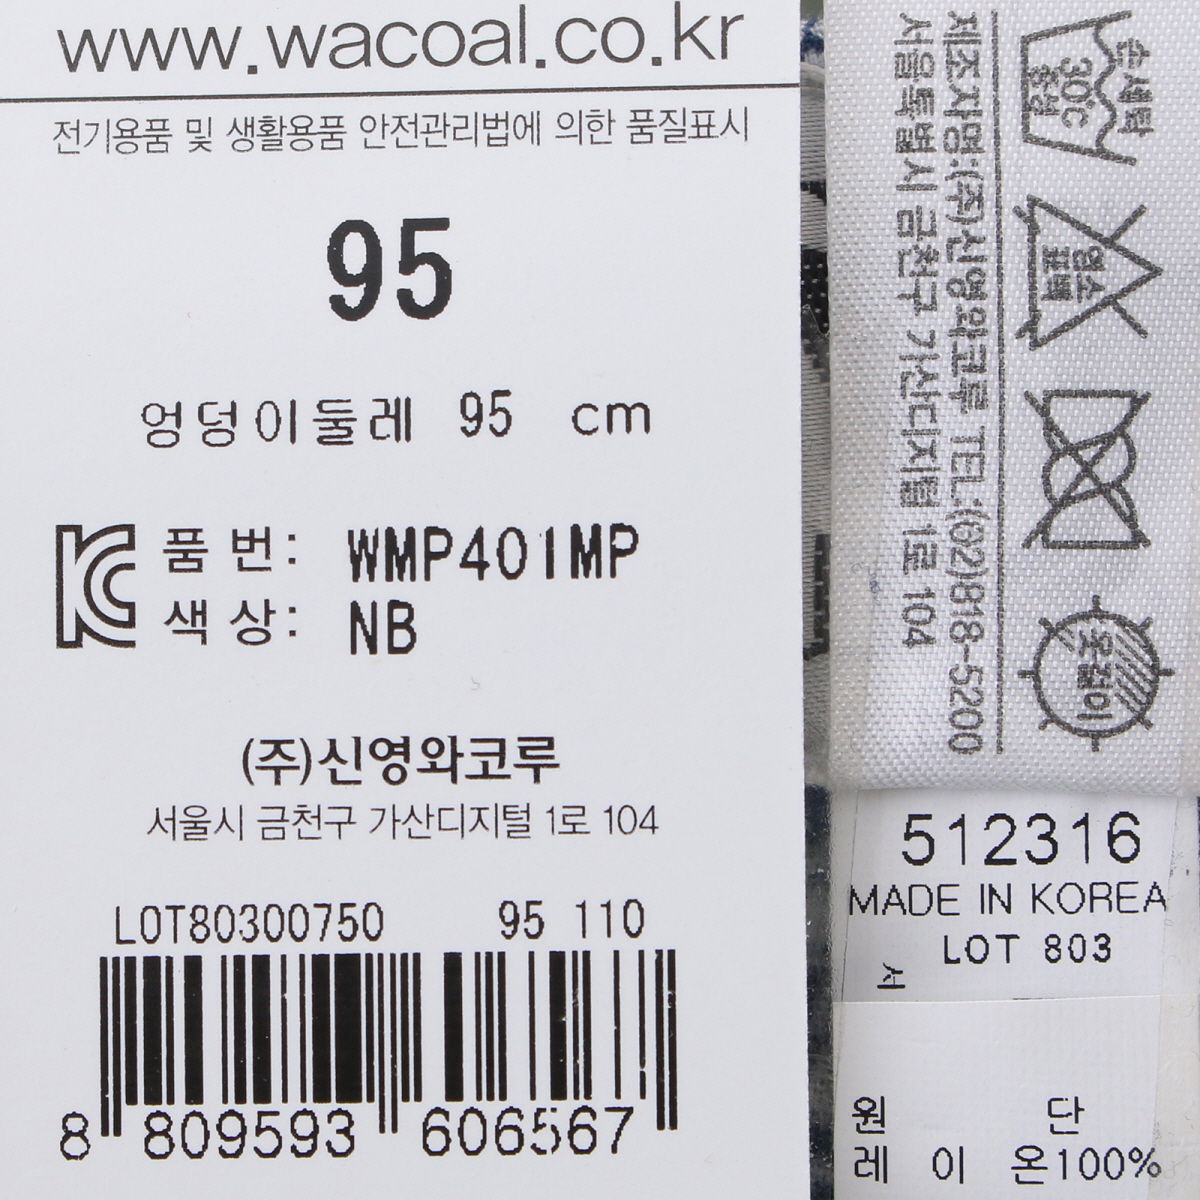 www.wacoal.co.kr
전기용품 및 생활용품 안전관리법에 의한 품질표시
95
엉덩이둘레 95 cm
품 번: WMP401MP
색 상: NB
(주)신영와코루
서울시 금천구 가산디지털 1로 104
LOT80300750 95 110
8 809593 606567
손세탁
30℃
중성
염소
표백
옷걸이
제조자명:(주)신영와코루 TEL:(02)818-5200
서울특별시 금천구 가산디지털 1로 104
512316
MADE IN KOREA
LOT 803
서
원 단
레 이 온100%